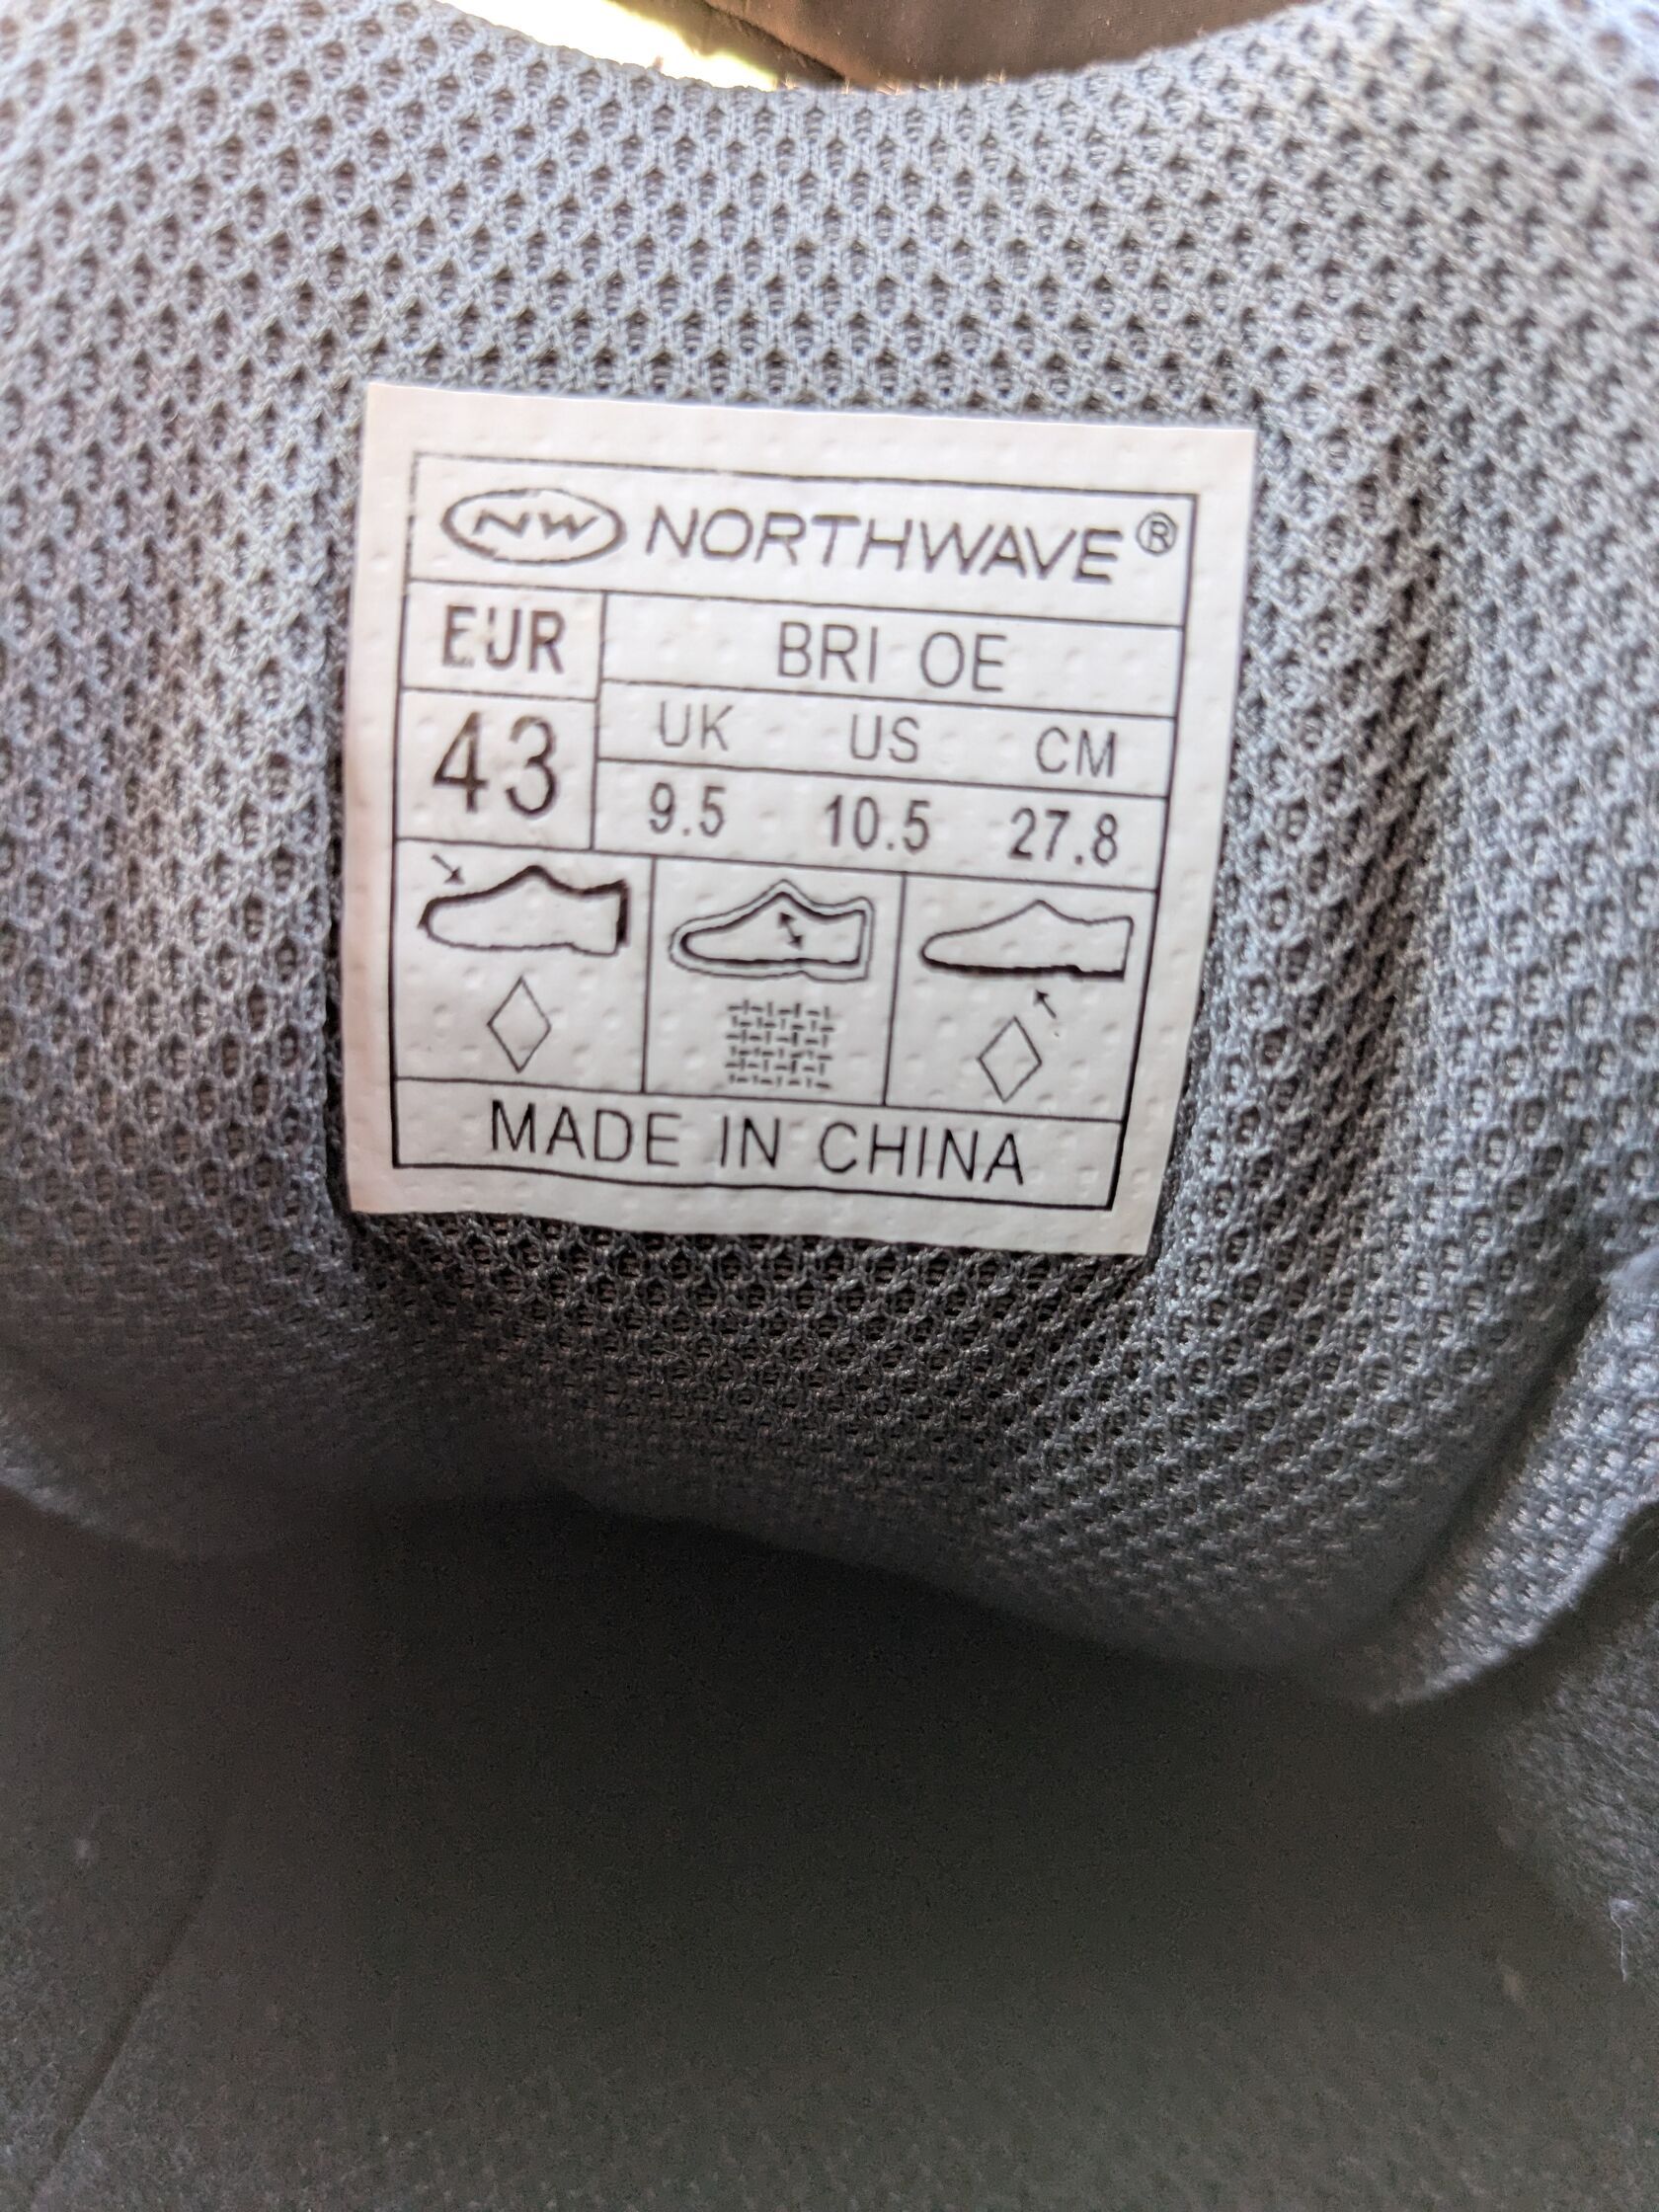 NW NORTHWAVE®
EUR BRI OE
43 UK US CM
9.5 10.5 27.8
MADE IN CHINA